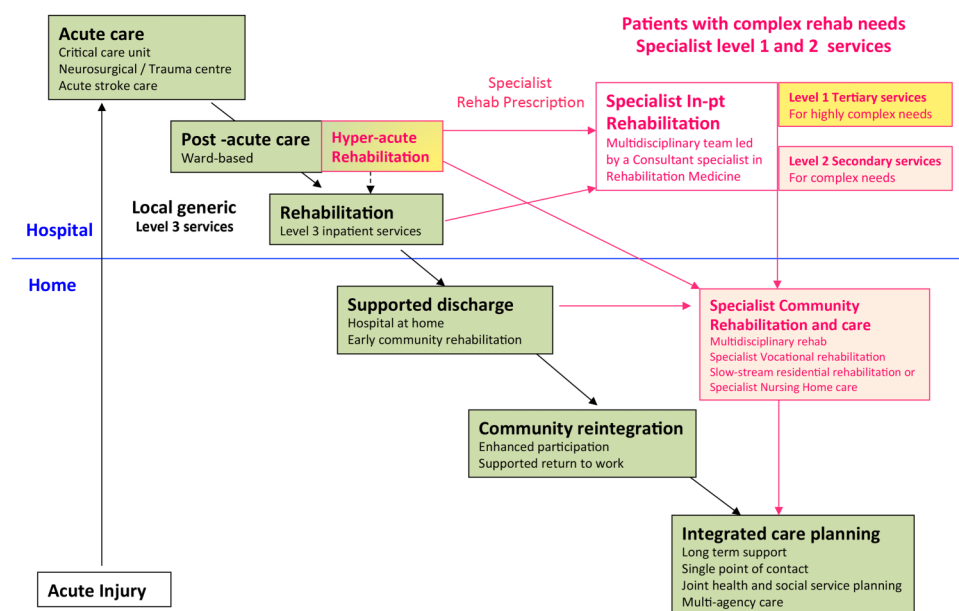 Acute care
Critical care unit
Neurosurgical / Trauma centre
Acute stroke care
Patients with complex rehab needs
Specialist level 1 and 2 services
Specialist
Rehab Prescription
Specialist In-pt
Rehabilitation
Multidisciplinary team led
by a Consultant specialist in
Rehabilitation Medicine
Level 1 Tertiary services
For highly complex needs
Level 2 Secondary services
For complex needs
Post -acute care
Ward-based
Hyper-acute
Rehabilitation
Local generic
Level 3 services
Rehabilitation
Level 3 inpatient services
Hospital
Home
Supported discharge
Hospital at home
Early community rehabilitation
Specialist Community
Rehabilitation and care
Multidisciplinary rehab
Specialist Vocational rehabilitation
Slow-stream residential rehabilitation or
Specialist Nursing Home care
Community reintegration
Enhanced participation
Supported return to work
Integrated care planning
Long term support
Single point of contact
Joint health and social service planning
Multi-agency care
Acute Injury